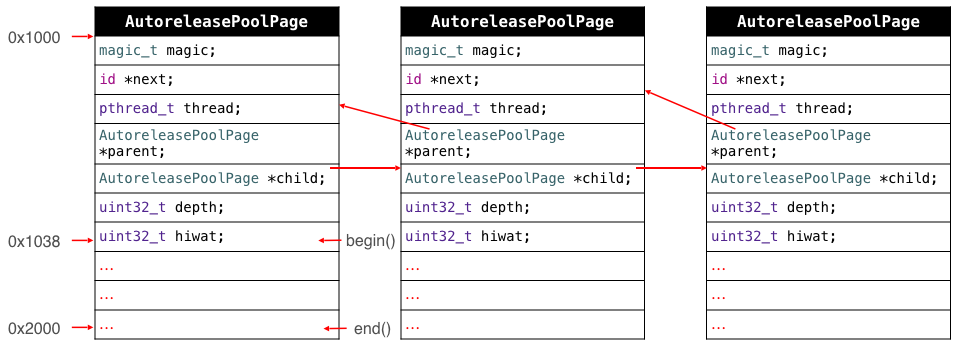 AutoreleasePoolPage AutoreleasePoolPage AutoreleasePoolPage
0x1000
magic_t magic; magic_t magic; magic_t magic;
id *next; id *next; id *next;
pthread_t thread; pthread_t thread; pthread_t thread;
AutoreleasePoolPage AutoreleasePoolPage AutoreleasePoolPage
*parent; *parent; *parent;
AutoreleasePoolPage *child; AutoreleasePoolPage *child; AutoreleasePoolPage *child;
uint32_t depth; uint32_t depth; uint32_t depth;
0x1038 uint32_t hiwat; begin() uint32_t hiwat; uint32_t hiwat;
... ... ...
... ... ...
0x2000 ... end() ... ...